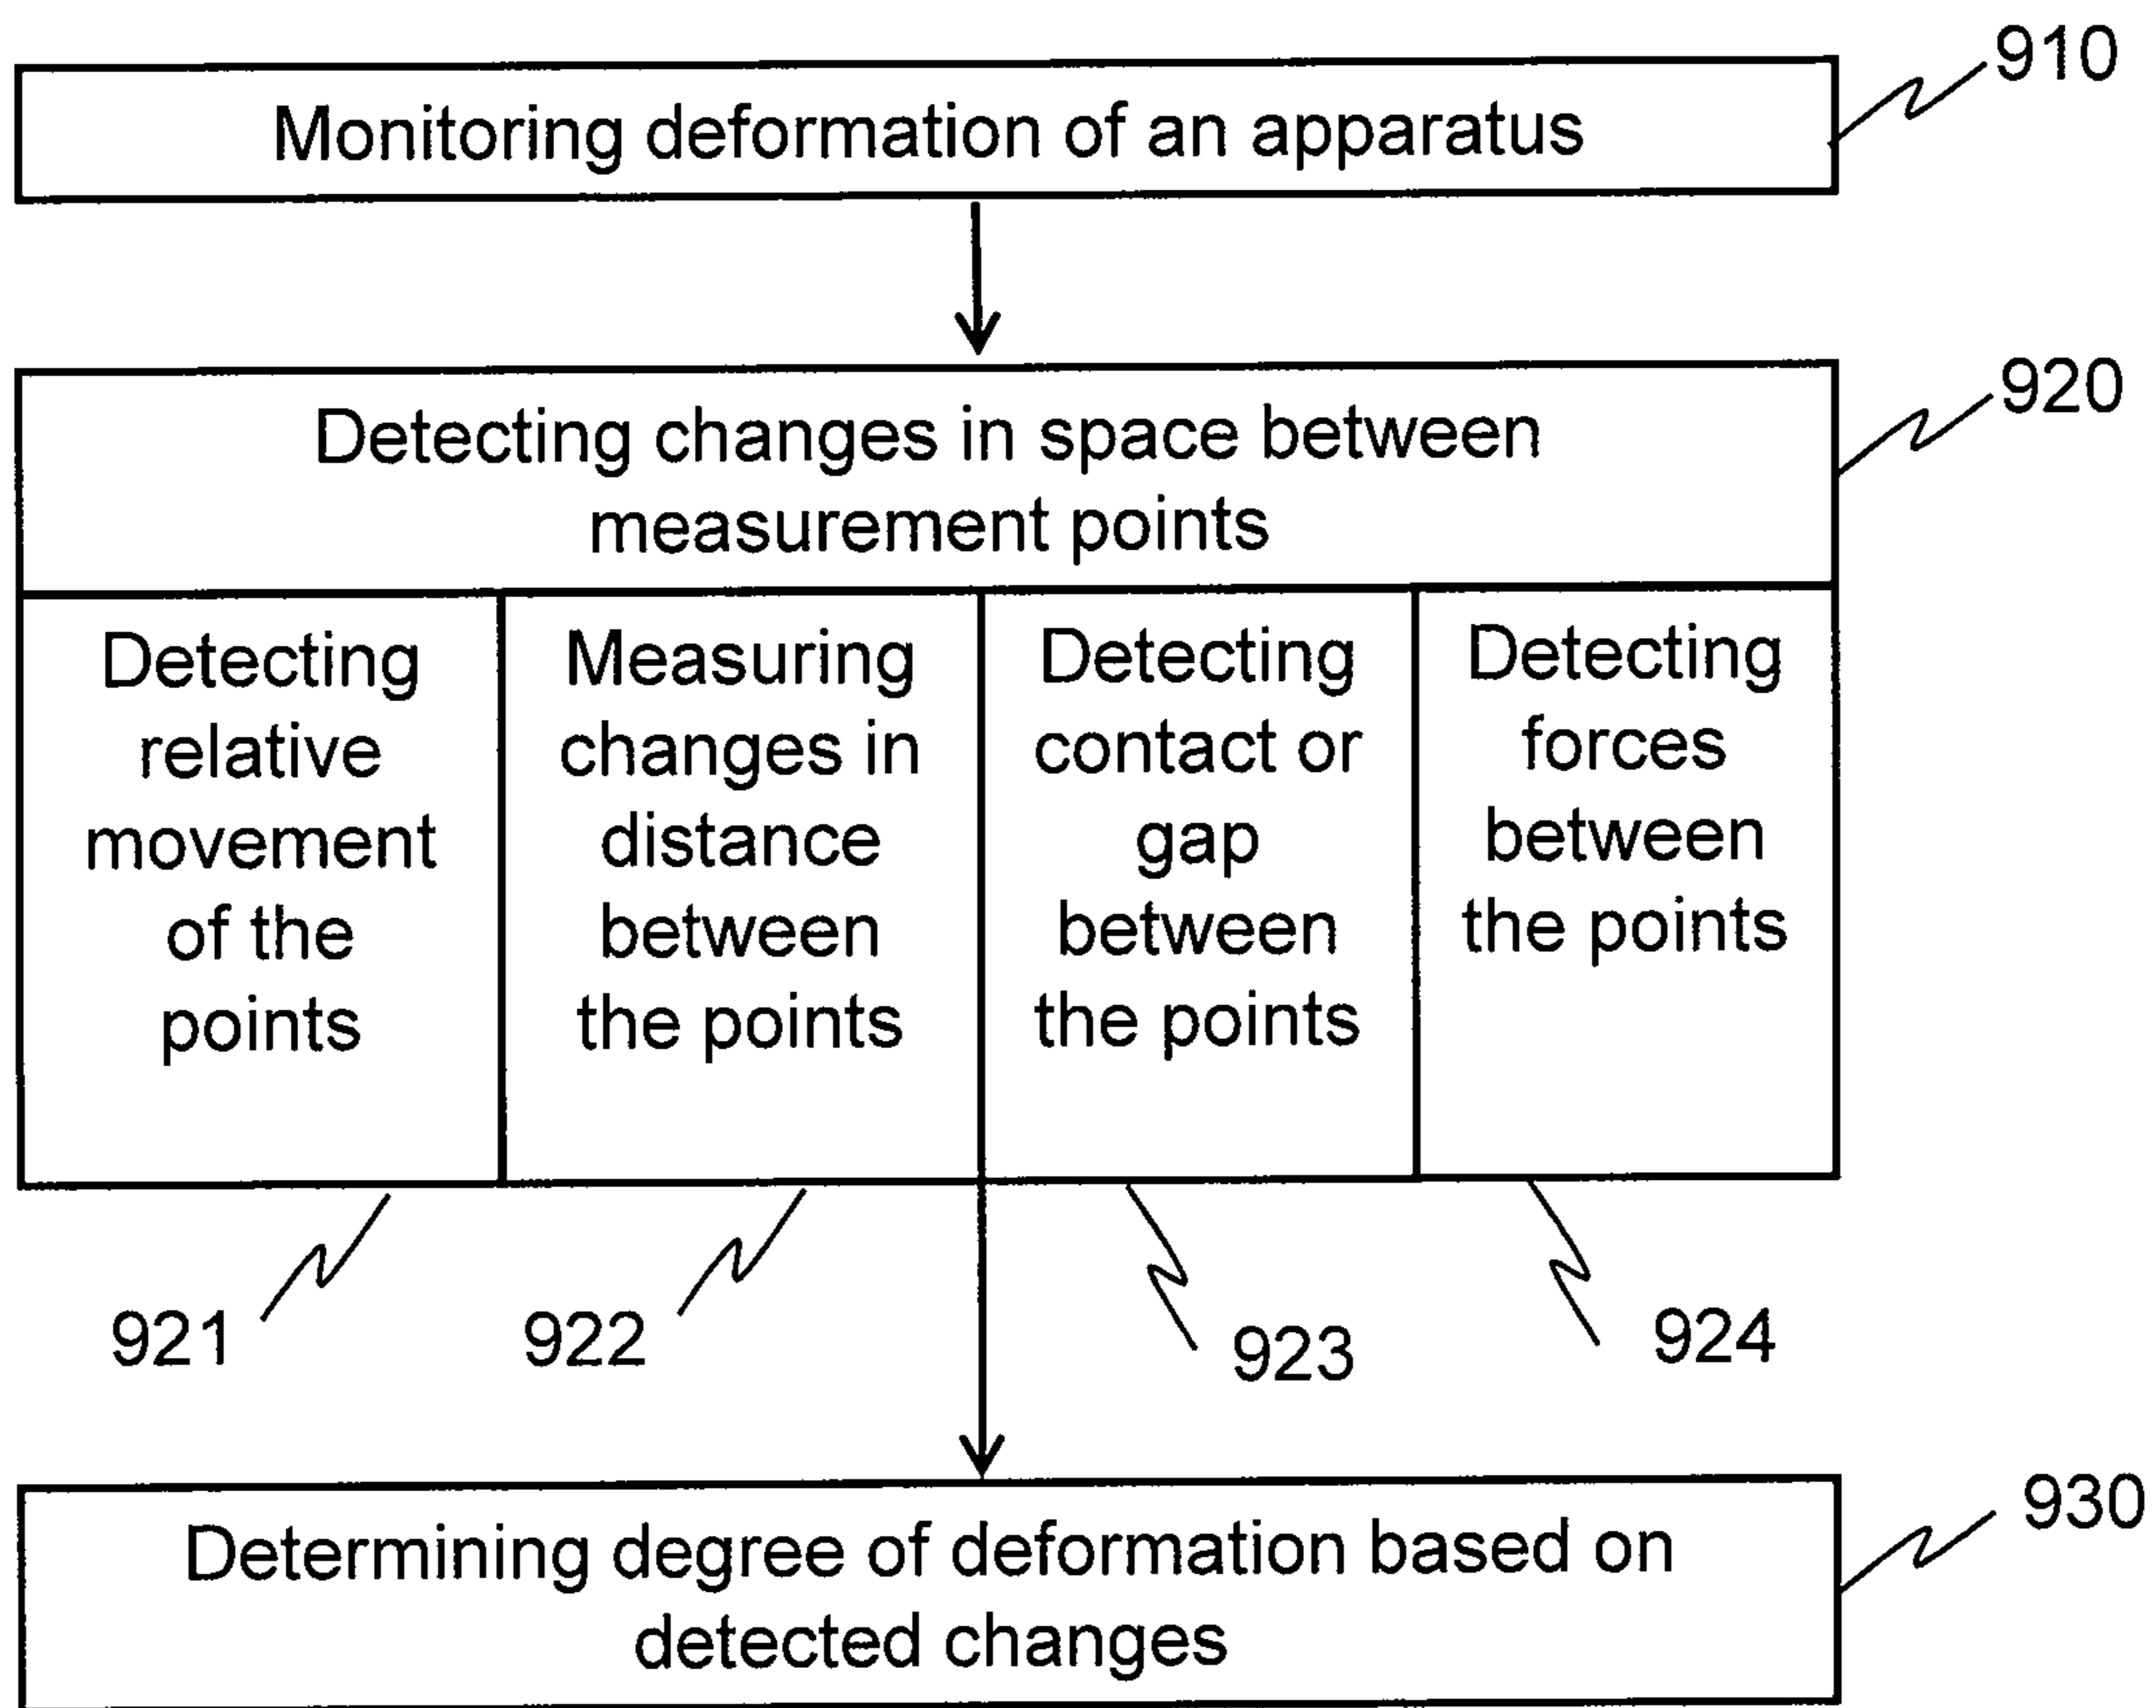 910
Monitoring deformation of an apparatus
920
Detecting changes in space between
measurement points
Detecting
relative
movement
of the
points
Measuring
changes in
distance
between
the points
Detecting
contact or
gap
between
the points
Detecting
forces
between
the points
921
922
923
924
930
Determining degree of deformation based on
detected changes